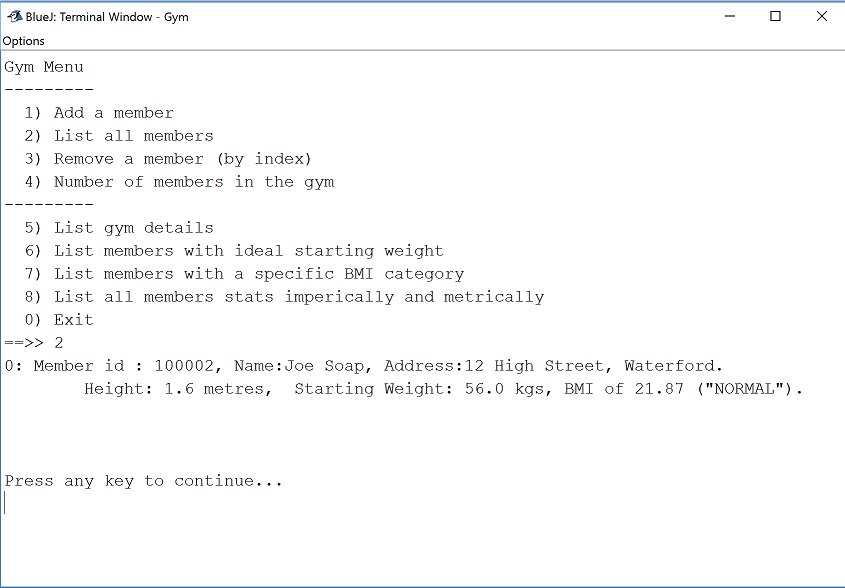 BlueJ: Terminal Window - Gym
Options
Gym Menu
---------
  1) Add a member
  2) List all members
  3) Remove a member (by index)
  4) Number of members in the gym
---------
  5) List gym details
  6) List members with ideal starting weight
  7) List members with a specific BMI category
  8) List all members stats imperically and metrically
  0) Exit
==>> 2
0: Member id : 100002, Name:Joe Soap, Address:12 High Street, Waterford.
        Height: 1.6 metres,  Starting Weight: 56.0 kgs, BMI of 21.87 ("NORMAL").
Press any key to continue...